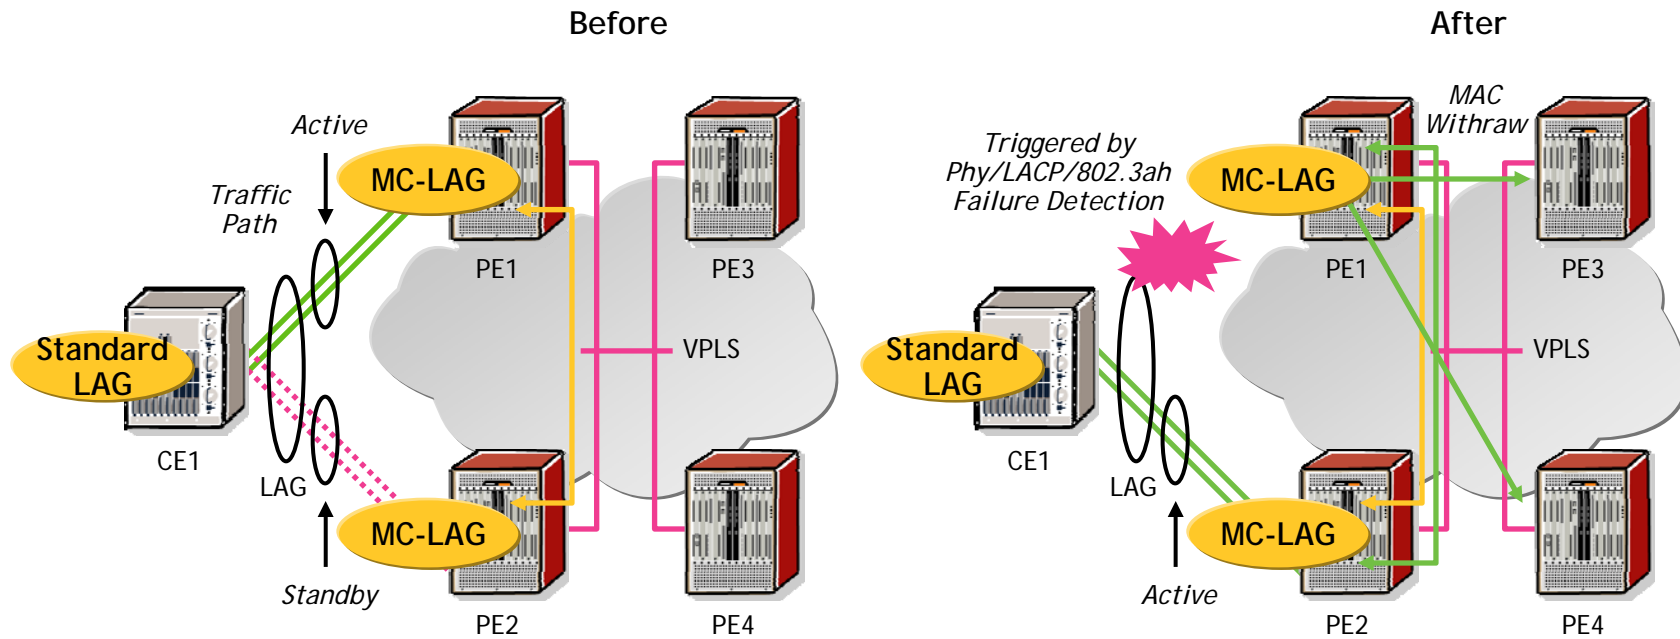 Before
Active
Traffic
Path
MC-LAG
PE1
PE3
Standard
LAG
VPLS
CE1
LAG
MC-LAG
Standby
PE2
PE4
After
MAC
Withraw
Triggered by
Phy/LACP/802.3ah
Failure Detection
MC-LAG
PE1
PE3
Standard
LAG
VPLS
CE1
LAG
MC-LAG
Active
PE2
PE4